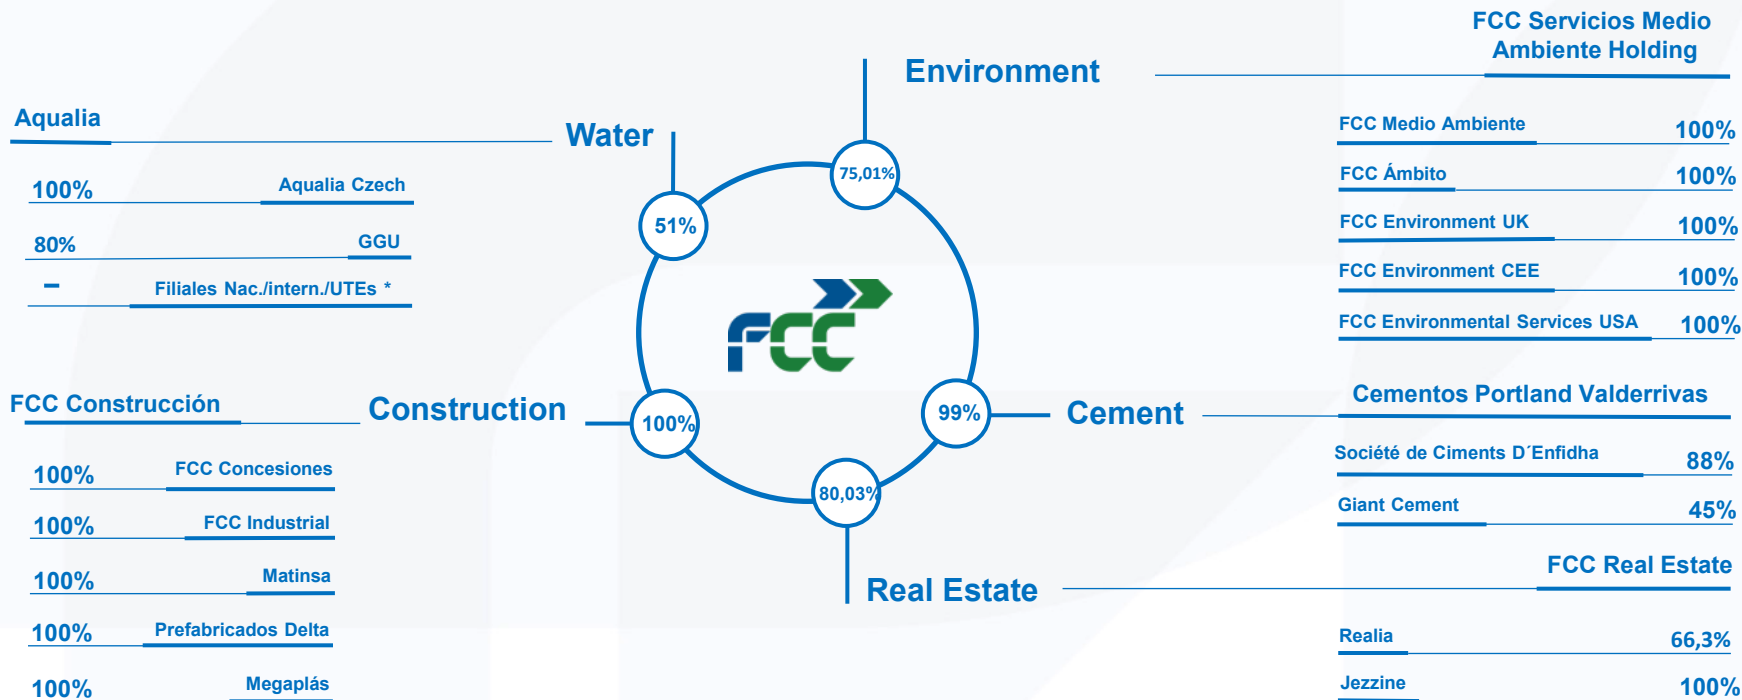 FCC Servicios Medio
Ambiente Holding
Environment
FCC Medio Ambiente 100%
FCC Ámbito 100%
FCC Environment UK 100%
FCC Environment CEE 100%
FCC Environmental Services USA 100%
Aqualia
Water
100% Aqualia Czech
80% GGU
- Filiales Nac./intern./UTEs *
75,01%
51%
FCC
100%
99%
80,03%
FCC Construcción
Construction
100% FCC Concesiones
100% FCC Industrial
100% Matinsa
100% Prefabricados Delta
100% Megaplás
Cement
Cementos Portland Valderrivas
Société de Ciments D´Enfidha 88%
Giant Cement 45%
Real Estate
FCC Real Estate
Realia 66,3%
Jezzine 100%